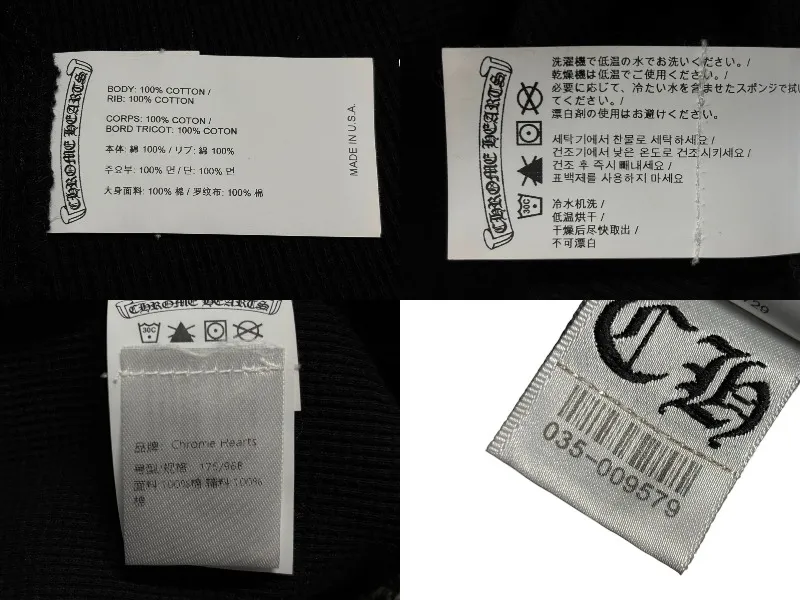 CHROME HEARTS
BODY: 100% COTTON /
RIB: 100% COTTON
CORPS: 100% COTON /
BORD TRICOT: 100% COTON
本体: 綿 100% / リブ: 綿 100%
주요부: 100% 면 / 단: 100% 면
大身面料: 100% 棉 / 罗纹布: 100% 棉
MADE IN U.S.A.
CHROME HEARTS
30C
洗濯機で低温の水でお洗いください。/
乾燥機は低温でご使用ください。/
必要に応じて、冷たい水を含ませたスポンジで拭い
てください。/
漂白剤の使用はお避けください。
세탁기에서 찬물로 세탁하세요 /
건조기에서 낮은 온도로 건조시키세요 /
건조 후 즉시 빼내세요 /
표백제를 사용하지 마세요
冷水机洗 /
低温烘干 /
干燥后尽快取出 /
不可漂白
CHROME HEARTS
30C
品牌: Chrome Hearts
号型/规格: 175/96B
面料:100%棉 辅料:100%
棉
CH
035-009579